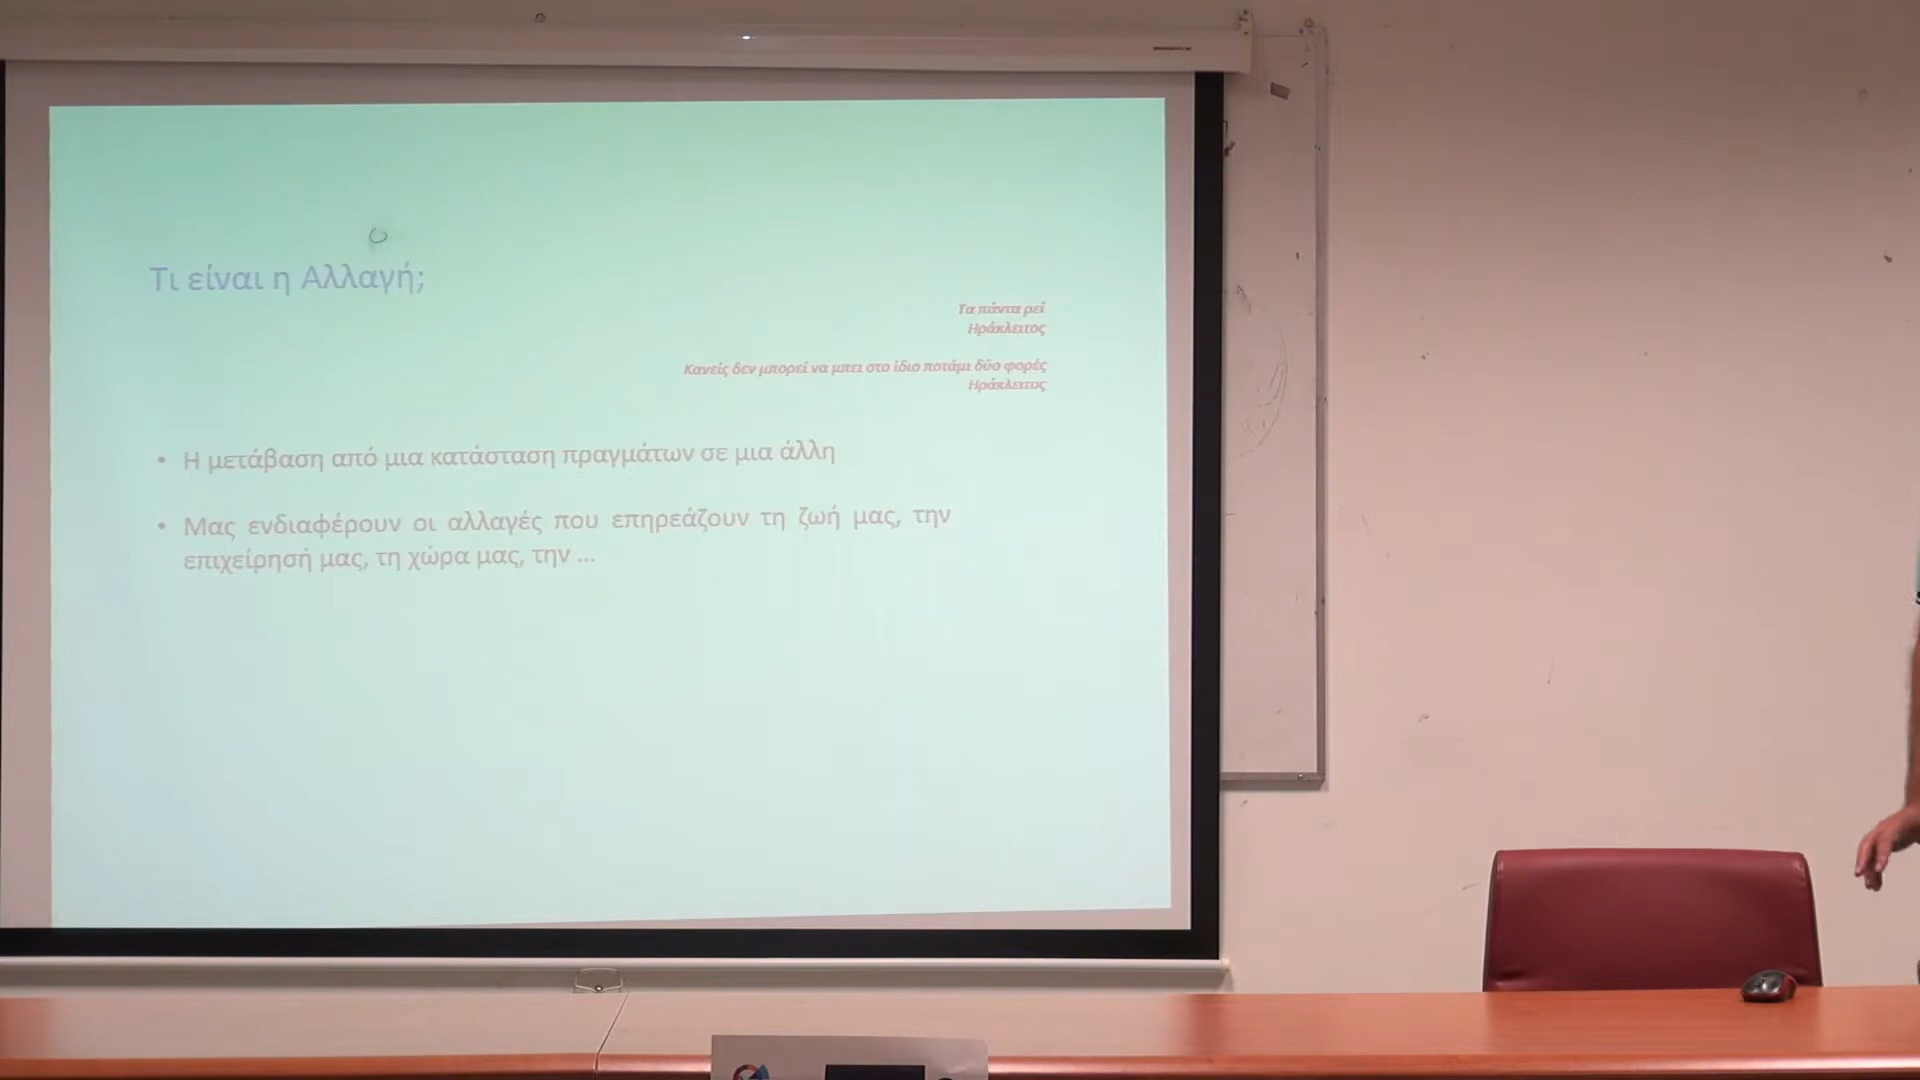 Τι είναι η Αλλαγή;
Τα πάντα ρεί
Ηράκλειτος
Κανείς δεν μπορεί να μπει στο ίδιο ποτάμι δύο φορές
Ηράκλειτος
• Η μετάβαση από μια κατάσταση πραγμάτων σε μια άλλη
• Μας ενδιαφέρουν οι αλλαγές που επηρεάζουν τη ζωή μας, την
επιχείρησή μας, τη χώρα μας, την ...